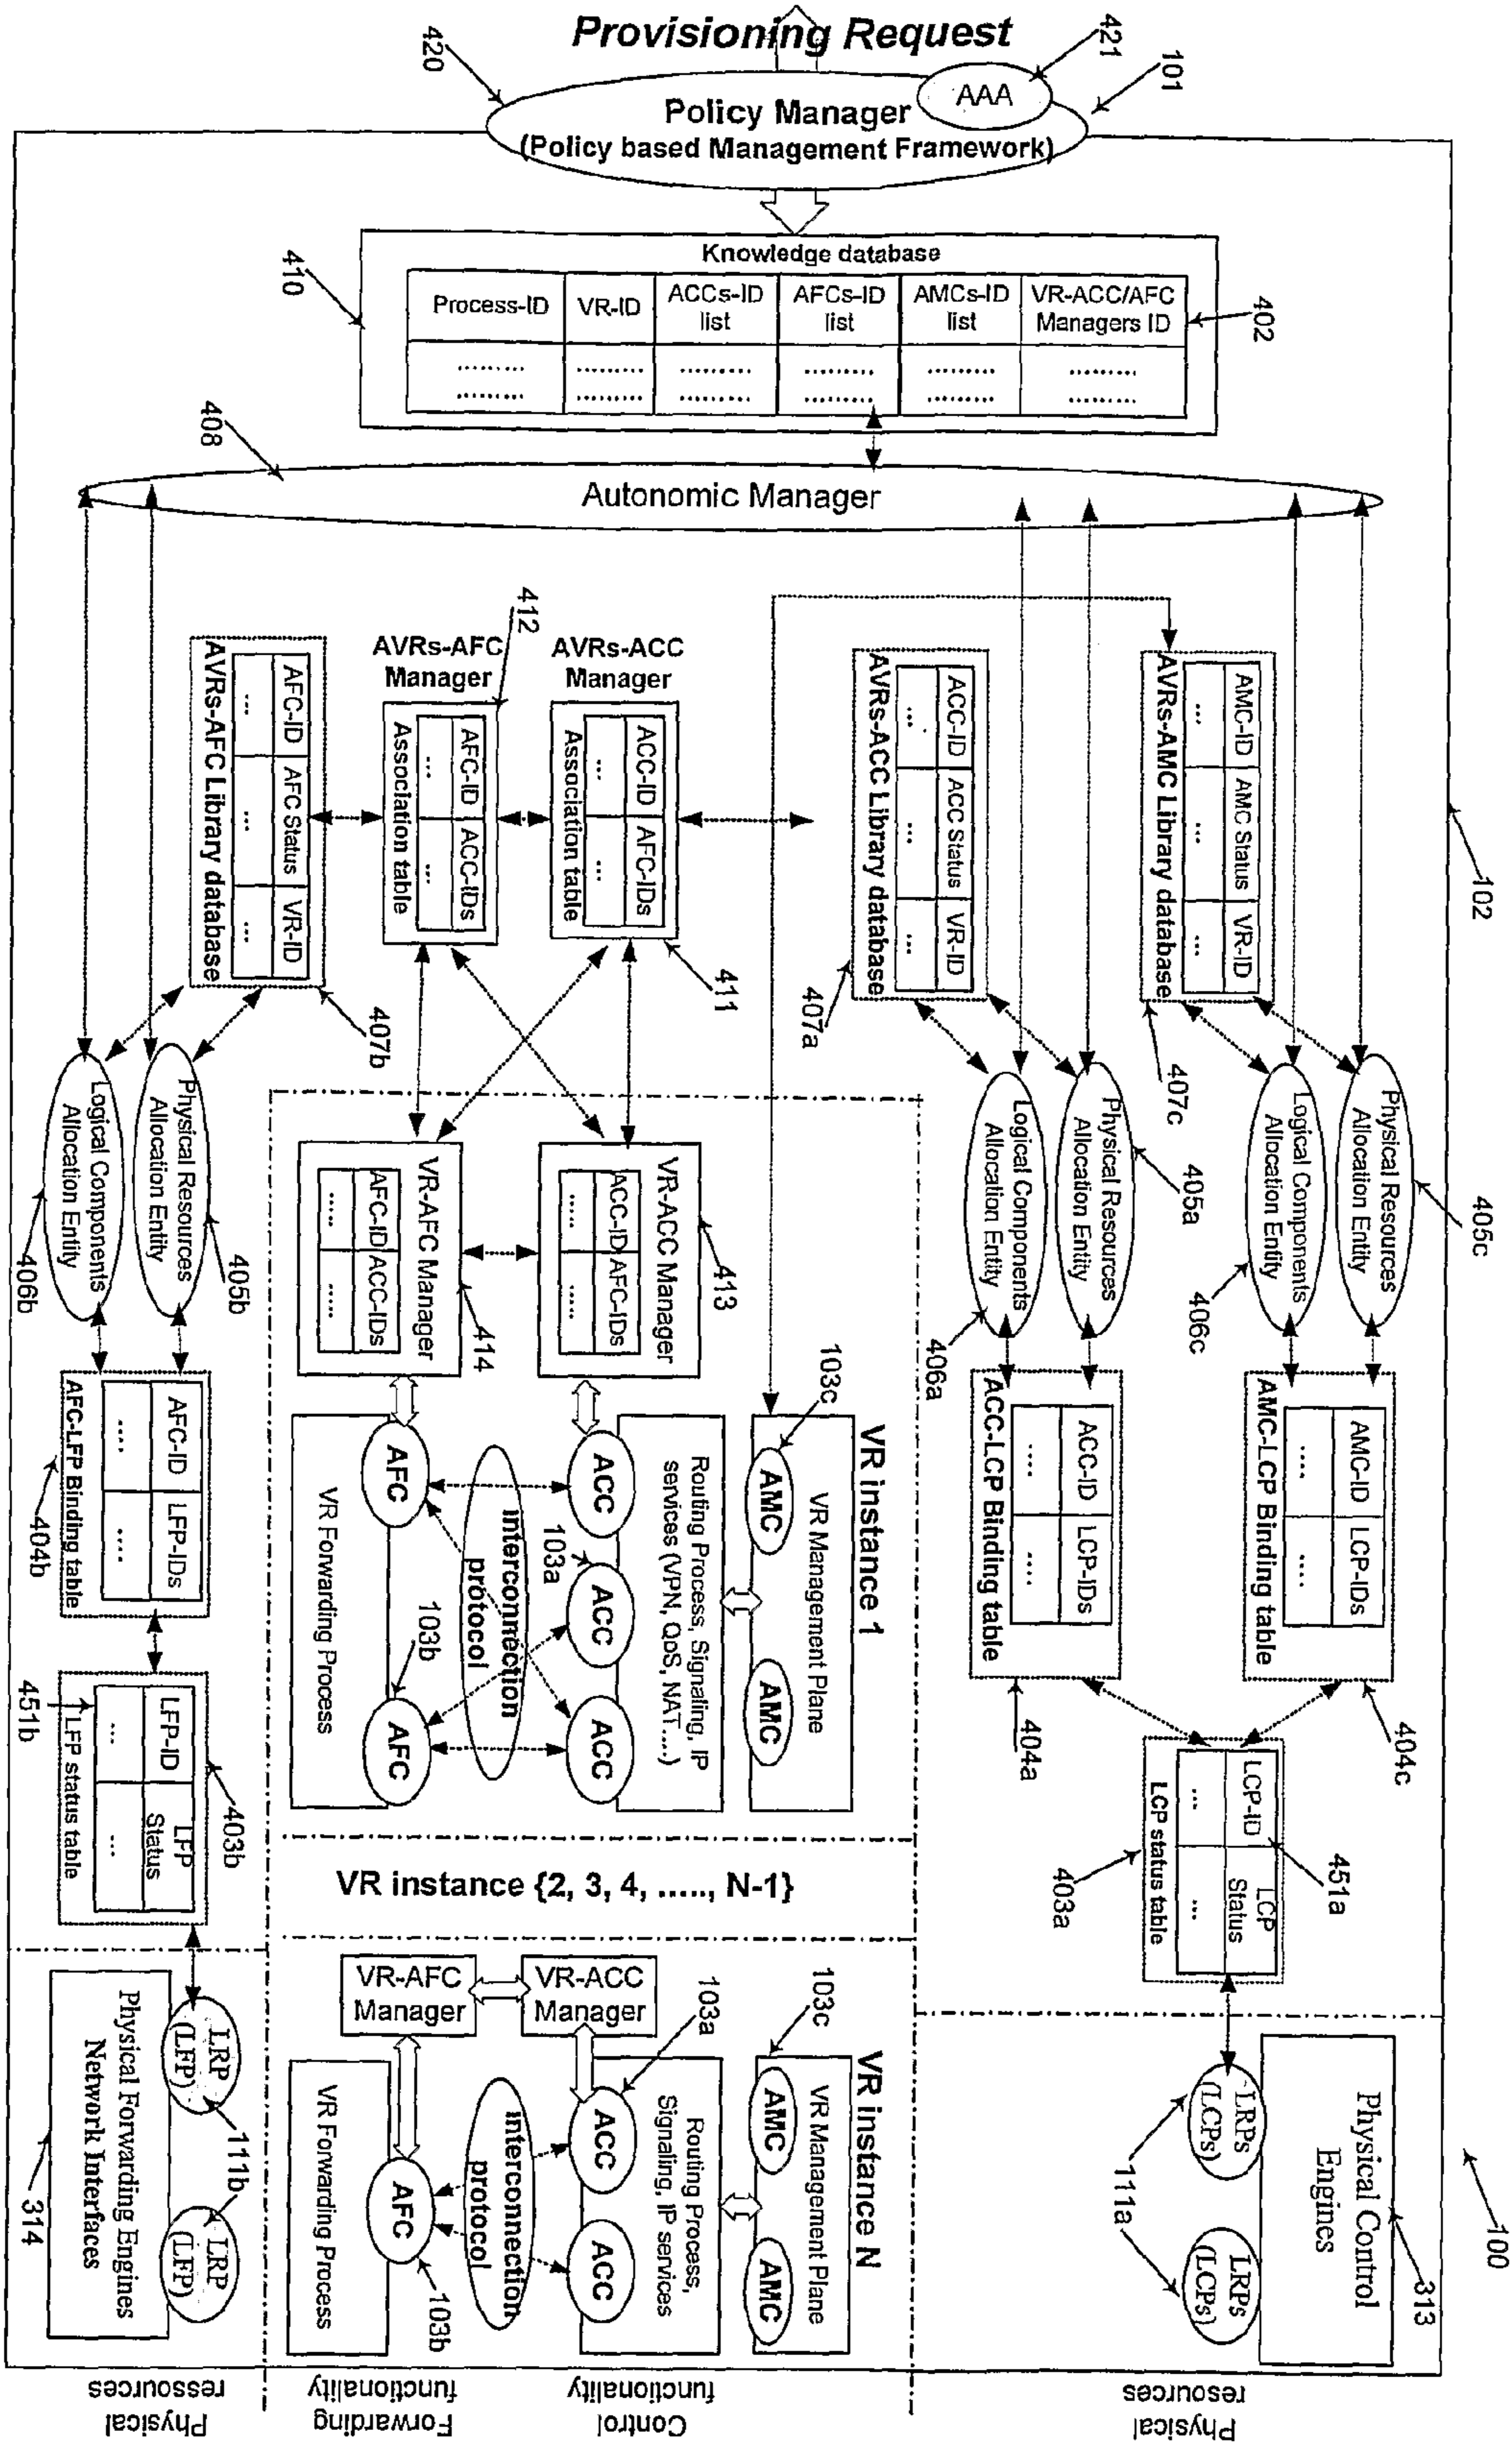 Provisioning Request
420
421
101
AAA
Policy Manager
(Policy based Management Framework)
Knowledge database
410
Process-ID
VR-ID
ACCs-ID
list
AFCs-ID
list
AMCs-ID
list
VR-ACC/AFC
Managers ID
402
.........
.........
.........
.........
.........
.........
.........
.........
.........
.........
.........
.........
408
Autonomic Manager
102
412
AVRs-AFC
Manager
AVRs-ACC
Manager
AVRs-AFC Library database
AFC-ID
AFC Status
VR-ID
...
...
...
407b
Association table
AFC-ID
ACC-IDs
...
...
Association table
ACC-ID
AFC-IDs
...
...
411
AVRs-ACC Library database
ACC-ID
ACC Status
VR-ID
...
...
...
407a
AVRs-AMC Library database
AMC-ID
AMC Status
VR-ID
...
...
...
407c
Logical Components
Allocation Entity
406b
Physical Resources
Allocation Entity
405b
Logical Components
Allocation Entity
406a
Physical Resources
Allocation Entity
405a
Logical Components
Allocation Entity
406c
Physical Resources
Allocation Entity
405c
VR-AFC Manager
AFC-ID
ACC-IDs
.....
.....
414
VR-ACC Manager
ACC-ID
AFC-IDs
.....
.....
413
AFC-LFP Binding table
AFC-ID
LFP-IDs
....
....
404b
ACC-LCP Binding table
ACC-ID
LCP-IDs
....
....
404a
AMC-LCP Binding table
AMC-ID
LCP-IDs
....
....
404c
VR instance 1
VR Management Plane
AMC
AMC
103c
Routing Process, Signaling, IP
services (VPN, QoS, NAT....)
ACC
ACC
ACC
103a
interconnection
protocol
AFC
AFC
103b
VR Forwarding Process
LFP status table
LFP-ID
LFP
Status
...
...
451b
403b
LCP status table
LCP-ID
LCP
Status
...
...
451a
403a
VR instance {2, 3, 4, ....., N-1}
VR-AFC
Manager
VR-ACC
Manager
VR instance N
VR Management Plane
AMC
AMC
103c
Routing Process,
Signaling, IP services
ACC
ACC
103a
interconnection
protocol
AFC
103b
VR Forwarding Process
LRP
(LFP)
LRP
(LFP)
111b
Physical Forwarding Engines
Network Interfaces
314
LRPs
(LCPs)
LRPs
(LCPs)
111a
Physical Control
Engines
313
100
Physical
ressources
Forwarding
functionality
Control
functionality
Physical
resources